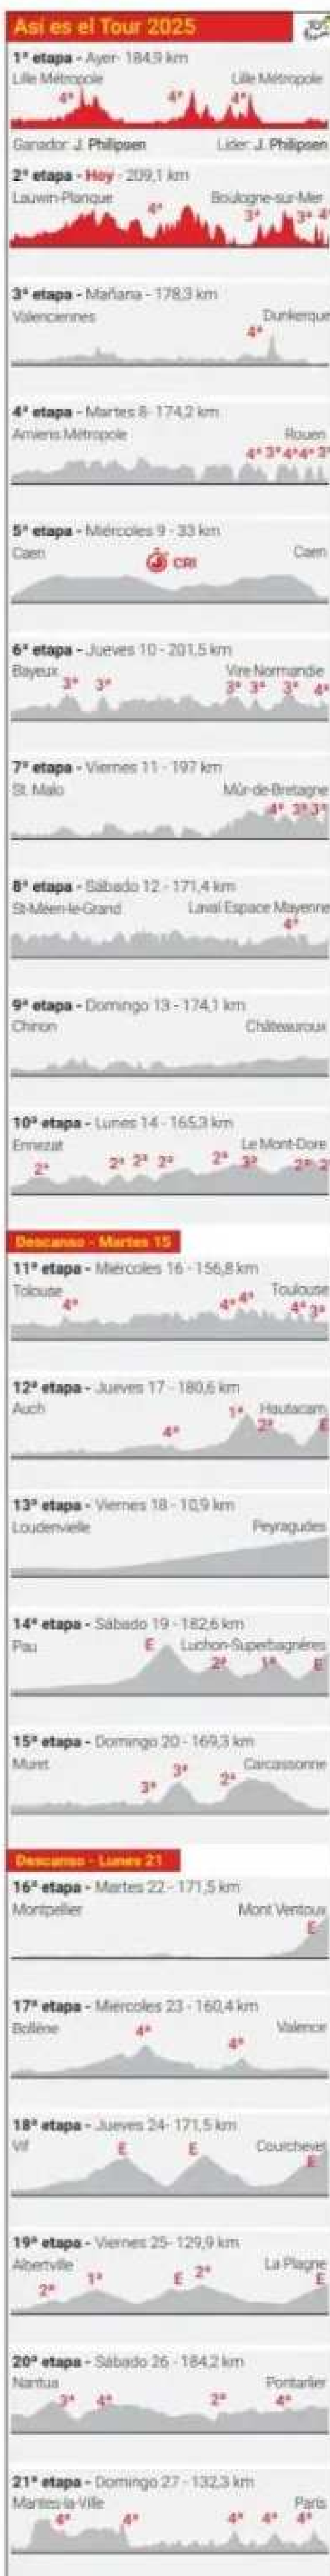 Así es el Tour 2025
1ª etapa - Ayer- 184,9 km
Lille Métropole Lille Métropole
4ª 4ª 4ª
Ganador: J. Philipsen Líder: J. Philipsen
2ª etapa - Hoy - 209,1 km
Lauwin-Planque Boulogne-sur-Mer
4ª 3ª 3ª 4ª
3ª etapa - Mañana - 178,3 km
Valenciennes Dunkerque
4ª
4ª etapa - Martes 8- 174,2 km
Amiens Métropole Rouen
4ª 3ª 4ª 4ª 3ª
5ª etapa - Miércoles 9 - 33 km
Caen Caen
CRI
6ª etapa - Jueves 10 - 201,5 km
Bayeux Vire Normandie
3ª 3ª 3ª 3ª 3ª 4ª
7ª etapa - Viernes 11 - 197 km
St. Malo Mûr-de-Bretagne
4ª 3ª 3ª
8ª etapa - Sábado 12 - 171,4 km
St-Méen-le-Grand Laval Espace Mayenne
4ª
9ª etapa - Domingo 13 - 174,1 km
Chinon Châteauroux
10ª etapa - Lunes 14 - 165,3 km
Ennezat Le Mont-Dore
2ª 2ª 2ª 2ª 2ª 3ª 2ª 2ª
Descanso - Martes 15
11ª etapa - Miércoles 16 - 156,8 km
Tolouse Toulouse
4ª 4ª 4ª 4ª 3ª
12ª etapa - Jueves 17 - 180,6 km
Auch Hautacam
4ª 1ª 2ª E
13ª etapa - Viernes 18 - 10,9 km
Loudenvielle Peyragudes
14ª etapa - Sábado 19 - 182,6 km
Pau Luchon-Superbagnéres
E 2ª 1ª E
15ª etapa - Domingo 20 - 169,3 km
Muret Carcassonne
3ª 3ª 2ª
Descanso - Lunes 21
16ª etapa - Martes 22 - 171,5 km
Montpellier Mont Ventoux
E
17ª etapa - Miércoles 23 - 160,4 km
Bollène Valence
4ª 4ª
18ª etapa - Jueves 24- 171,5 km
Vif Courchevel
E E E
19ª etapa - Viernes 25- 129,9 km
Albertville La Plagne
2ª 1ª E 2ª E
20ª etapa - Sábado 26 - 184,2 km
Nantua Pontarlier
3ª 4ª 2ª 4ª
21ª etapa - Domingo 27 - 132,3 km
Mantes-la-Ville Paris
4ª 4ª 4ª 4ª 4ª